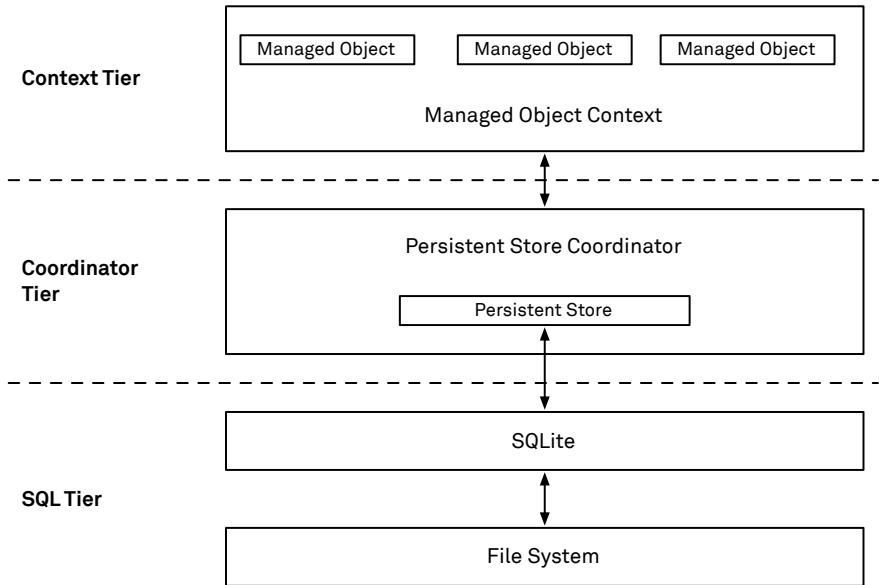 Context Tier
Managed Object
Managed Object
Managed Object
Managed Object Context
Coordinator
Tier
Persistent Store Coordinator
Persistent Store
SQL Tier
SQLite
File System